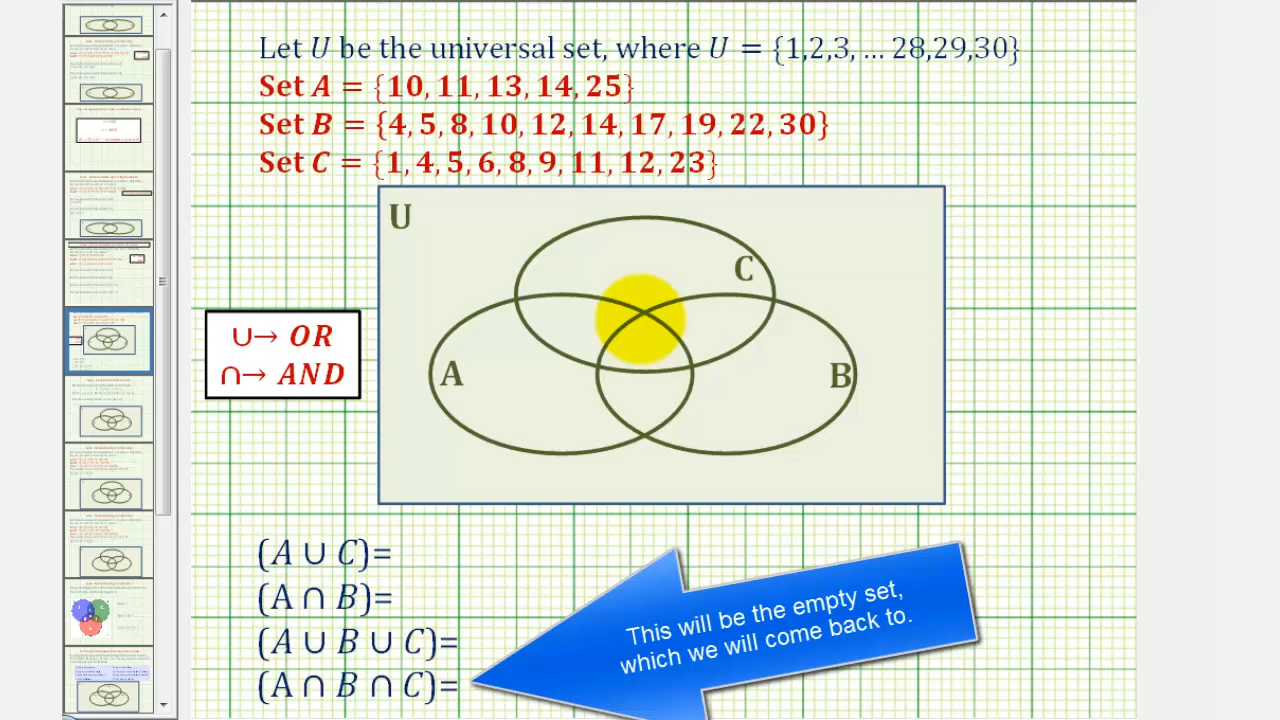 Let U be the universal set, where U = {1,2,3, ... 28,29,30}
Set A = {10, 11, 13, 14, 25}
Set B = {4, 5, 8, 10, 12, 14, 17, 19, 22, 30}
Set C = {1, 4, 5, 6, 8, 9, 11, 12, 23}
U
C
A
B
∪→ OR
∩→ AND
(A ∪ C)=
(A ∩ B)=
(A ∪ B ∪ C)=
(A ∩ B ∩ C)=
This will be the empty set,
which we will come back to.